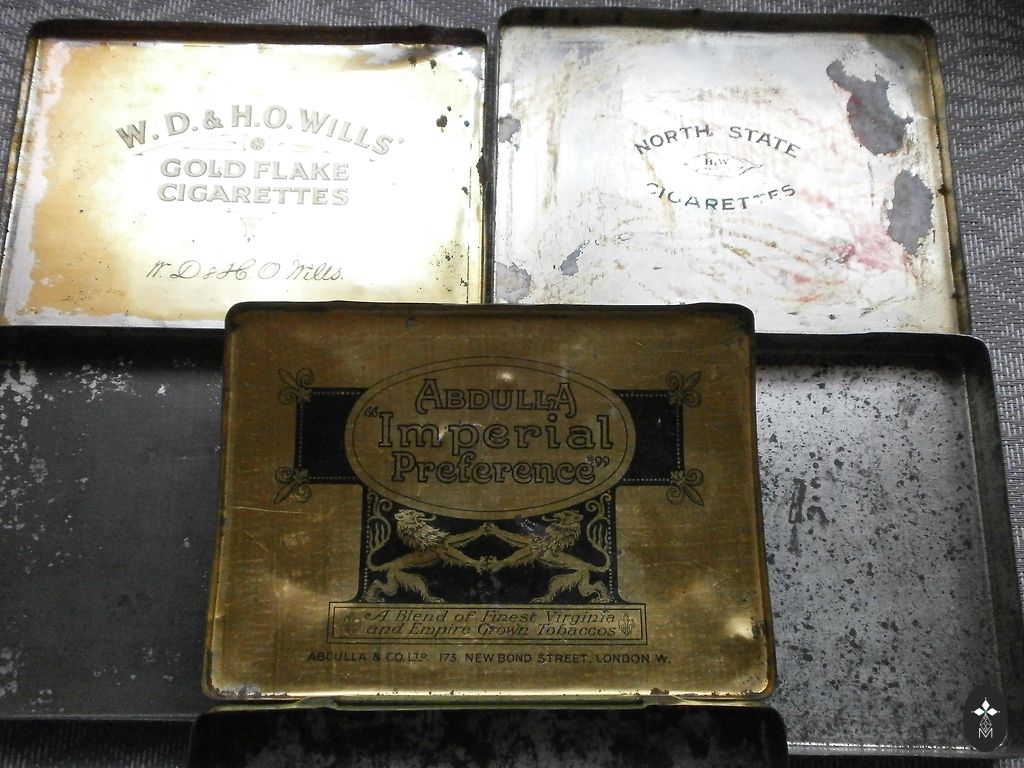 W. D. & H. O. WILLS'
GOLD FLAKE
CIGARETTES
W. D & H. O. Wills.
NORTH STATE
B.W
CIGARETTES
ABDULLA
"Imperial
Preference"
A Blend of Finest Virginia
and Empire Grown Tobaccos
ABDULLA & CO. LTD. 173, NEW BOND STREET, LONDON W.
M